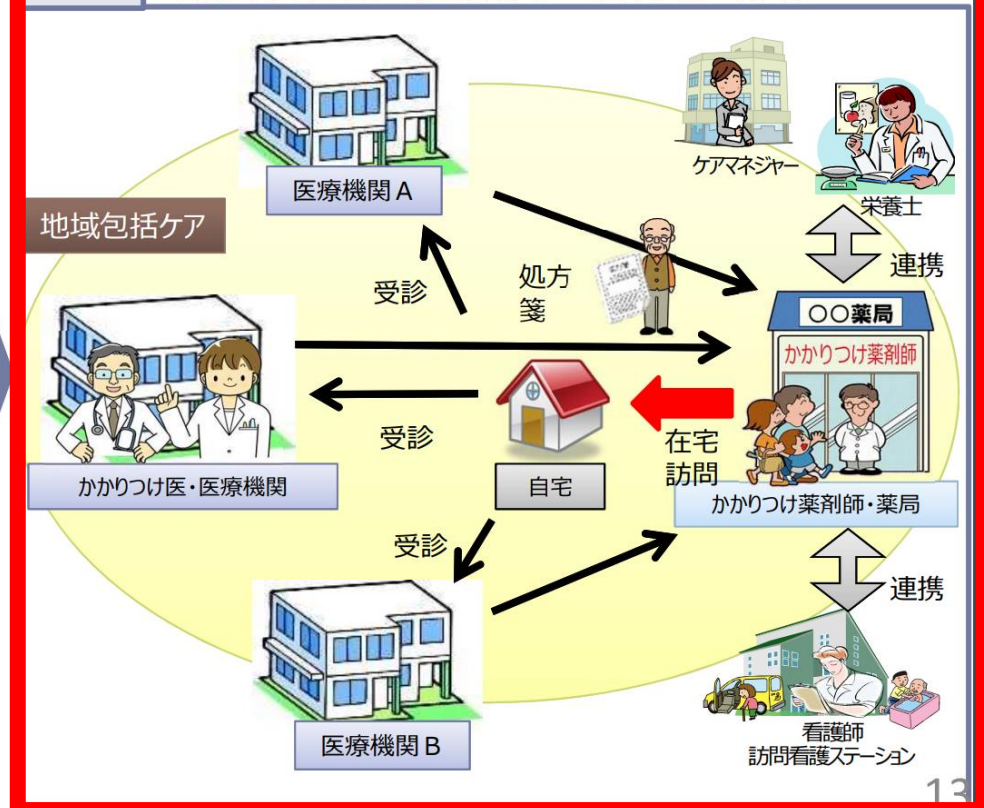 医療機関A
ケアマネジャー
栄養士
地域包括ケア
受診
処方
箋
連携
〇〇薬局
かかりつけ薬剤師
受診
在宅
訪問
かかりつけ医・医療機関
自宅
かかりつけ薬剤師・薬局
受診
連携
医療機関B
看護師
訪問看護ステーション
13